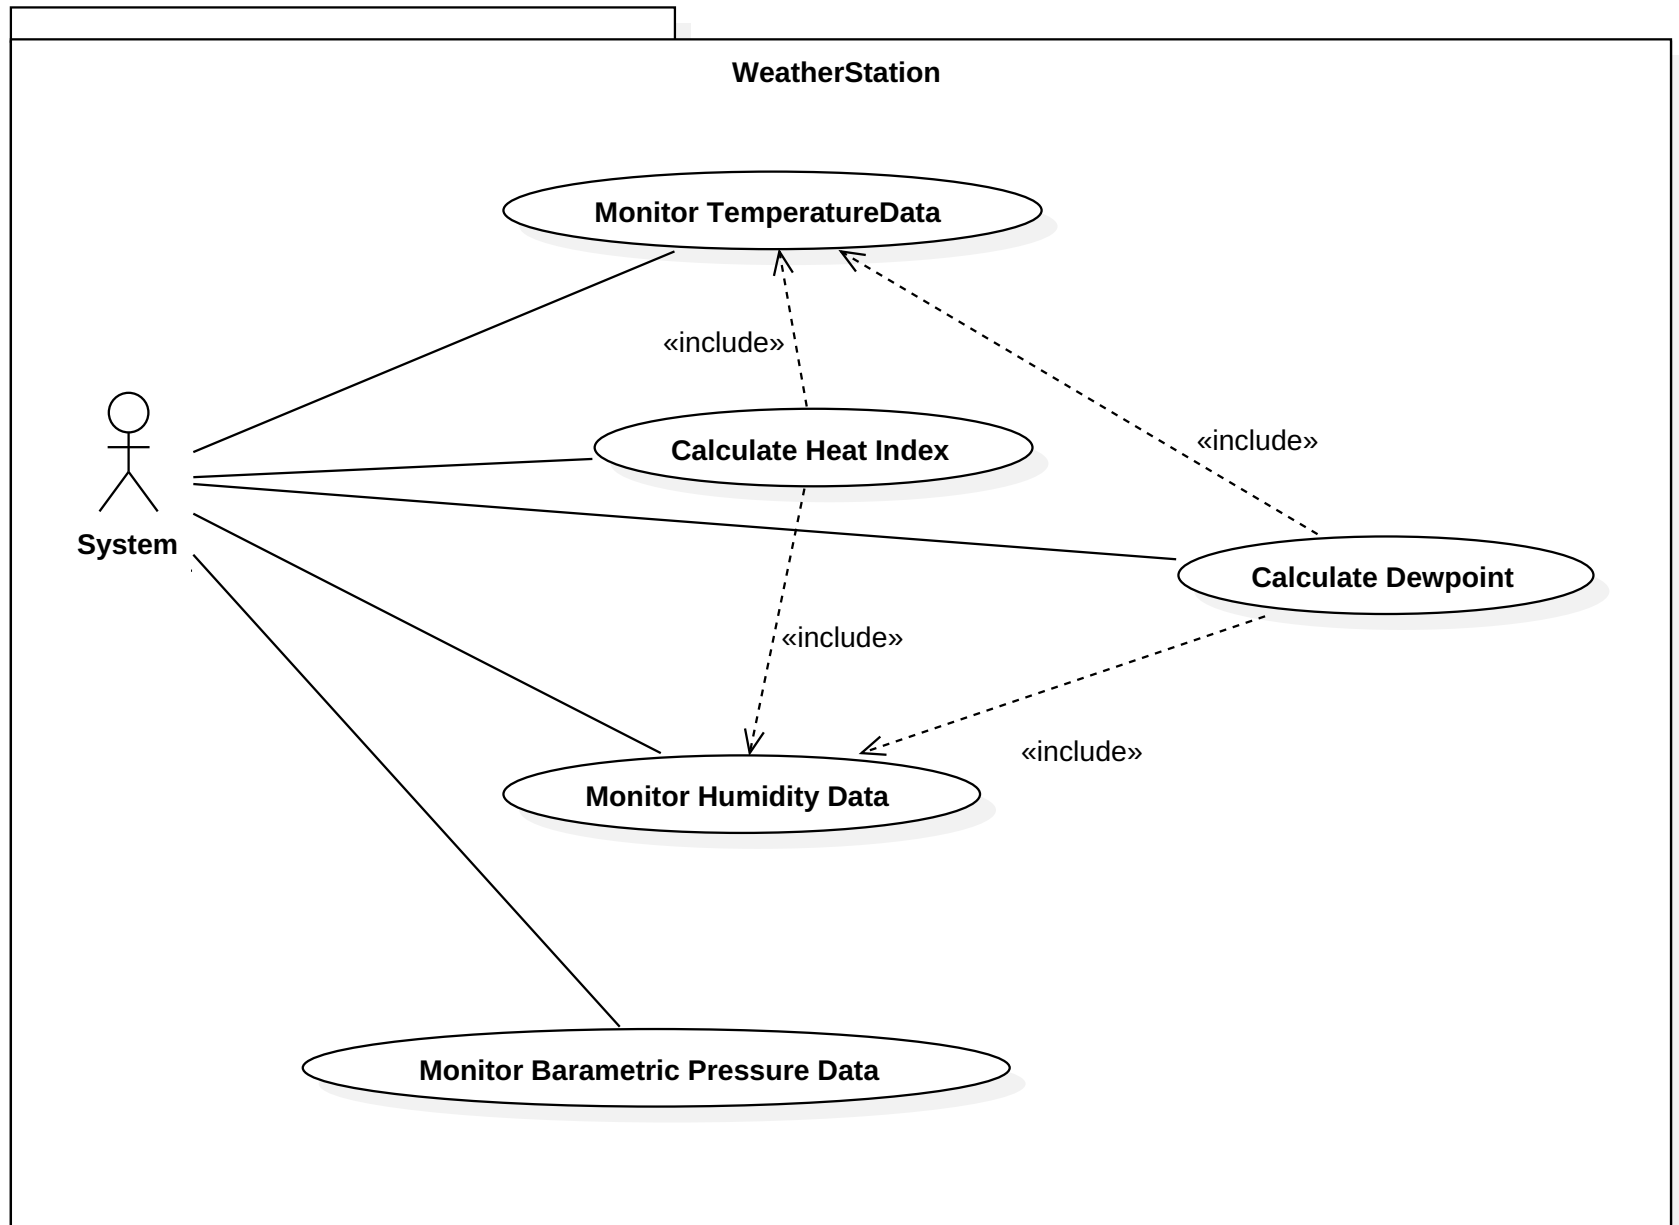 WeatherStation
Monitor TemperatureData
«include»
«include»
Calculate Heat Index
System
Calculate Dewpoint
«include»
«include»
Monitor Humidity Data
Monitor Barametric Pressure Data